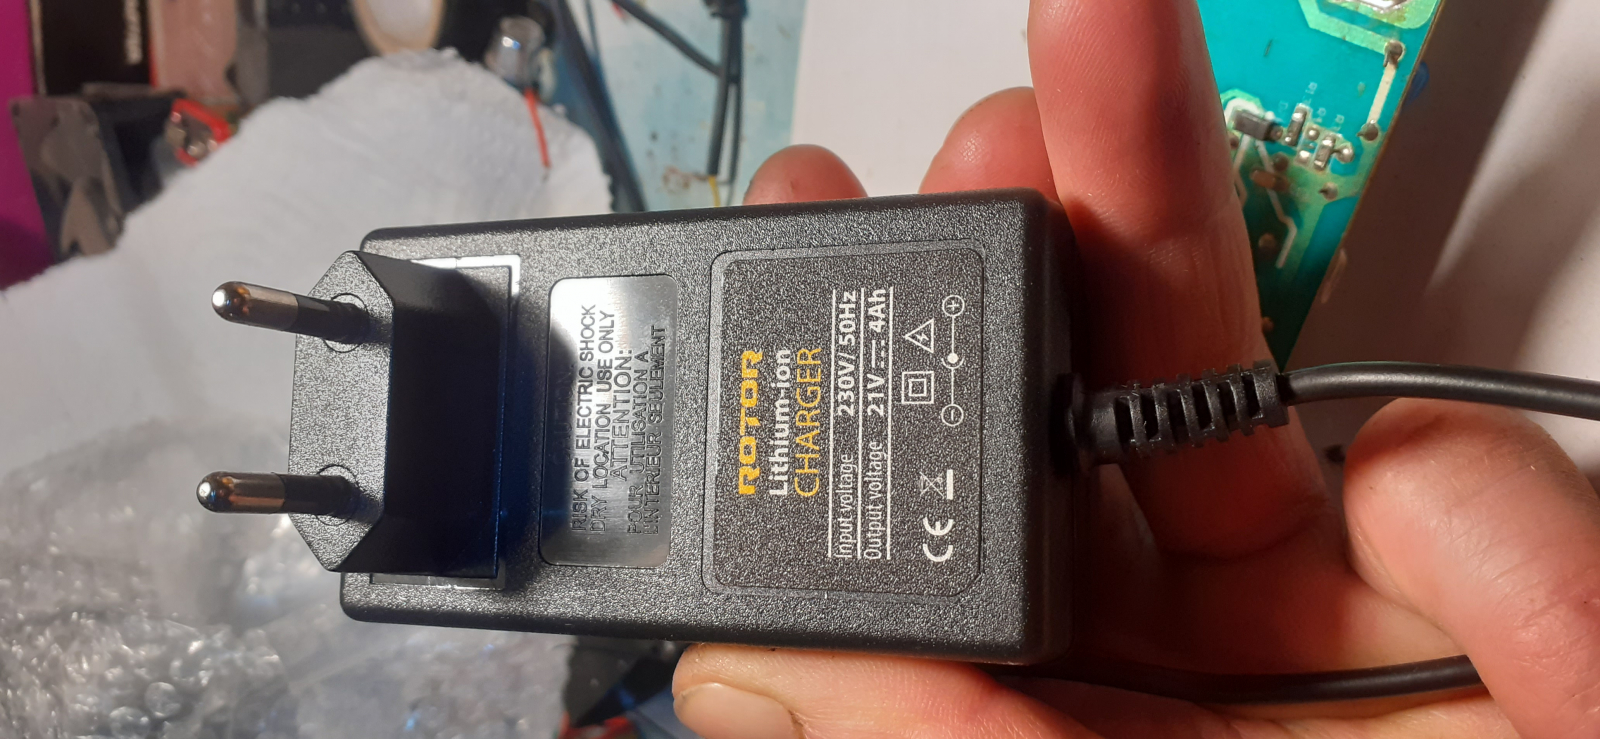 RISK OF ELECTRIC SHOCK
DRY LOCATION USE ONLY
ATTENTION:
POUR UTILISATION A
L'INTERIEUR SEULEMENT
ROTOR
Lithium-ion
CHARGER
Input voltage 230V/ 50Hz
Output voltage 21V 4Ah
CE